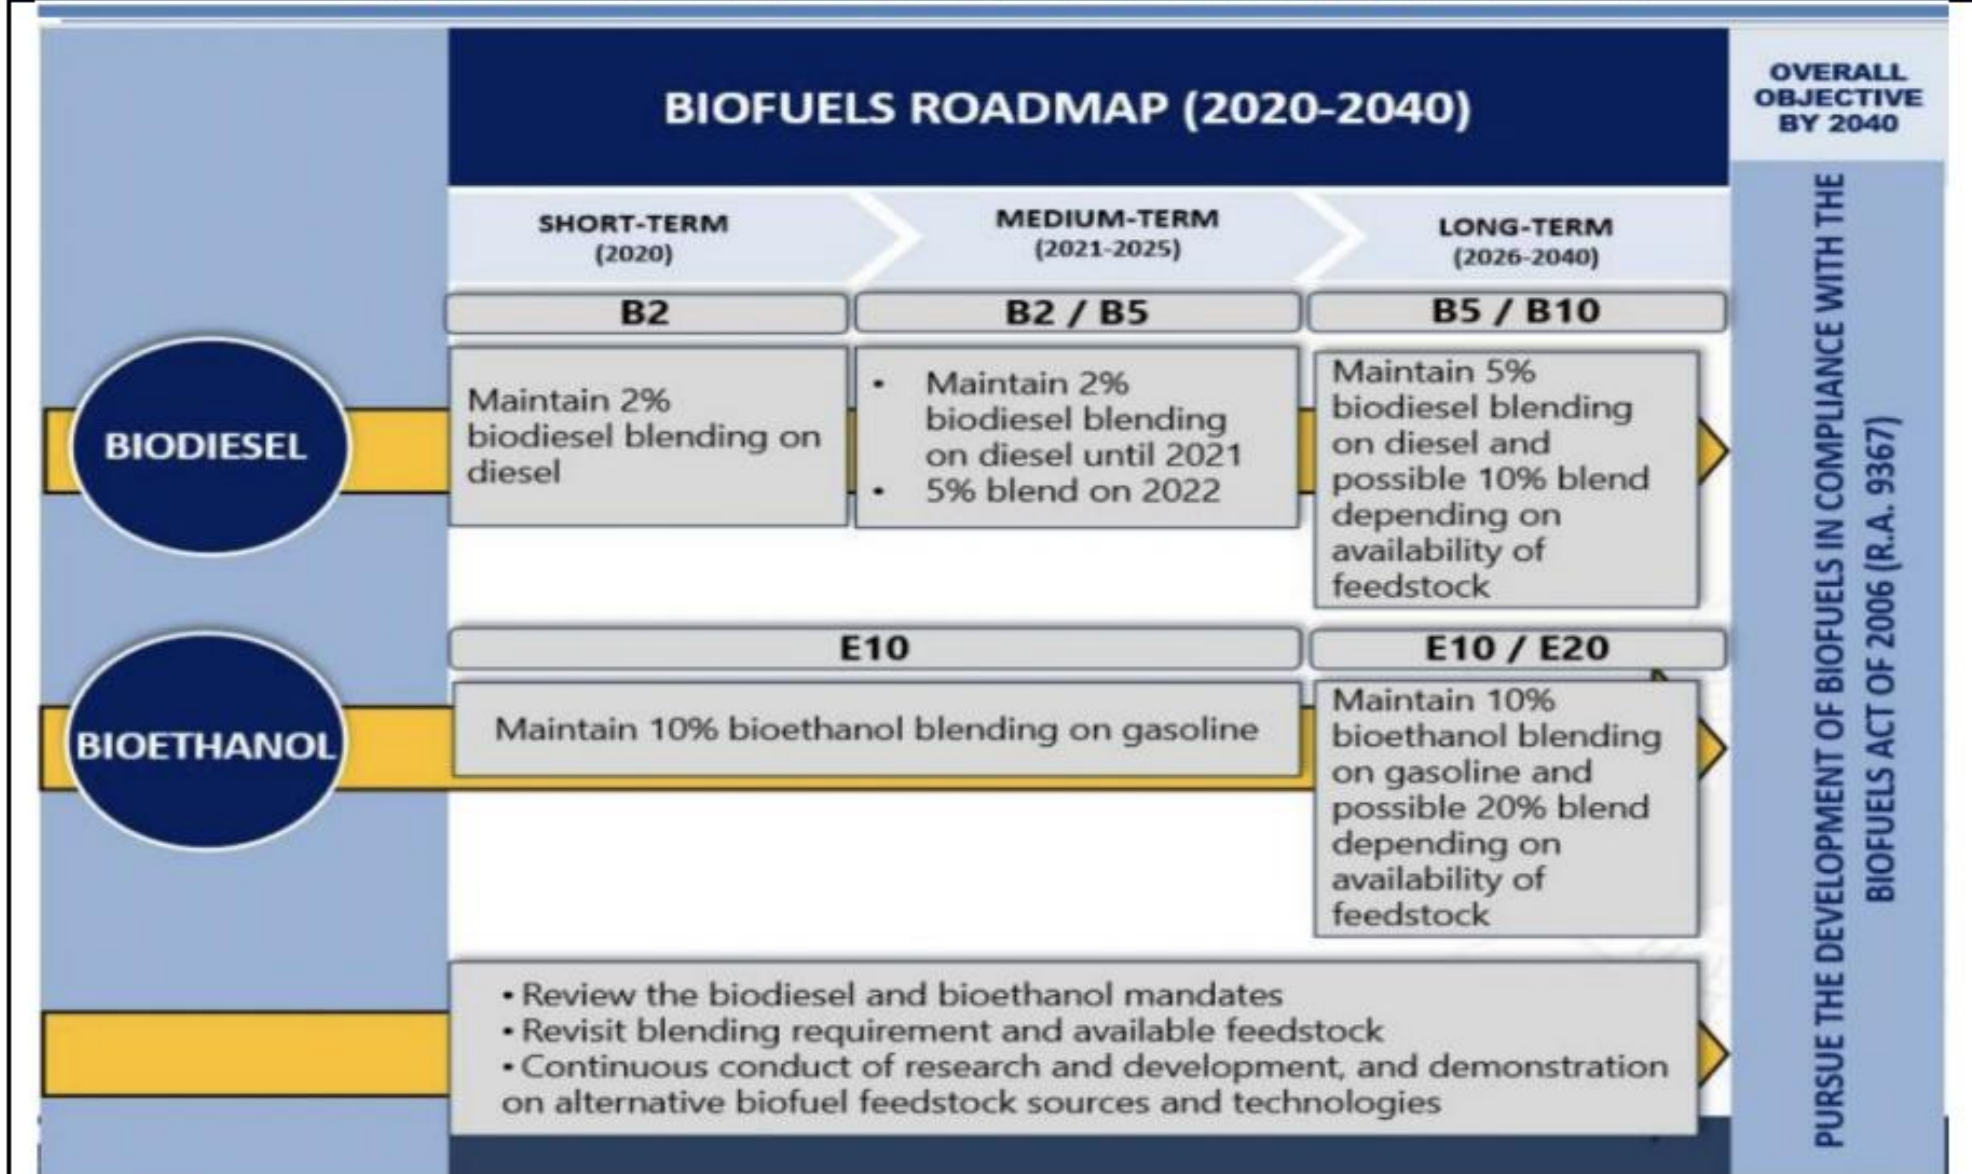 BIOFUELS ROADMAP (2020-2040)
OVERALL
OBJECTIVE
BY 2040
SHORT-TERM
(2020)
MEDIUM-TERM
(2021-2025)
LONG-TERM
(2026-2040)
BIODIESEL
B2
B2 / B5
B5 / B10
Maintain 2%
biodiesel blending on
diesel
• Maintain 2%
biodiesel blending
on diesel until 2021
• 5% blend on 2022
Maintain 5%
biodiesel blending
on diesel and
possible 10% blend
depending on
availability of
feedstock
BIOETHANOL
E10
E10 / E20
Maintain 10% bioethanol blending on gasoline
Maintain 10%
bioethanol blending
on gasoline and
possible 20% blend
depending on
availability of
feedstock
• Review the biodiesel and bioethanol mandates
• Revisit blending requirement and available feedstock
• Continuous conduct of research and development, and demonstration
on alternative biofuel feedstock sources and technologies
PURSUE THE DEVELOPMENT OF BIOFUELS IN COMPLIANCE WITH THE
BIOFUELS ACT OF 2006 (R.A. 9367)